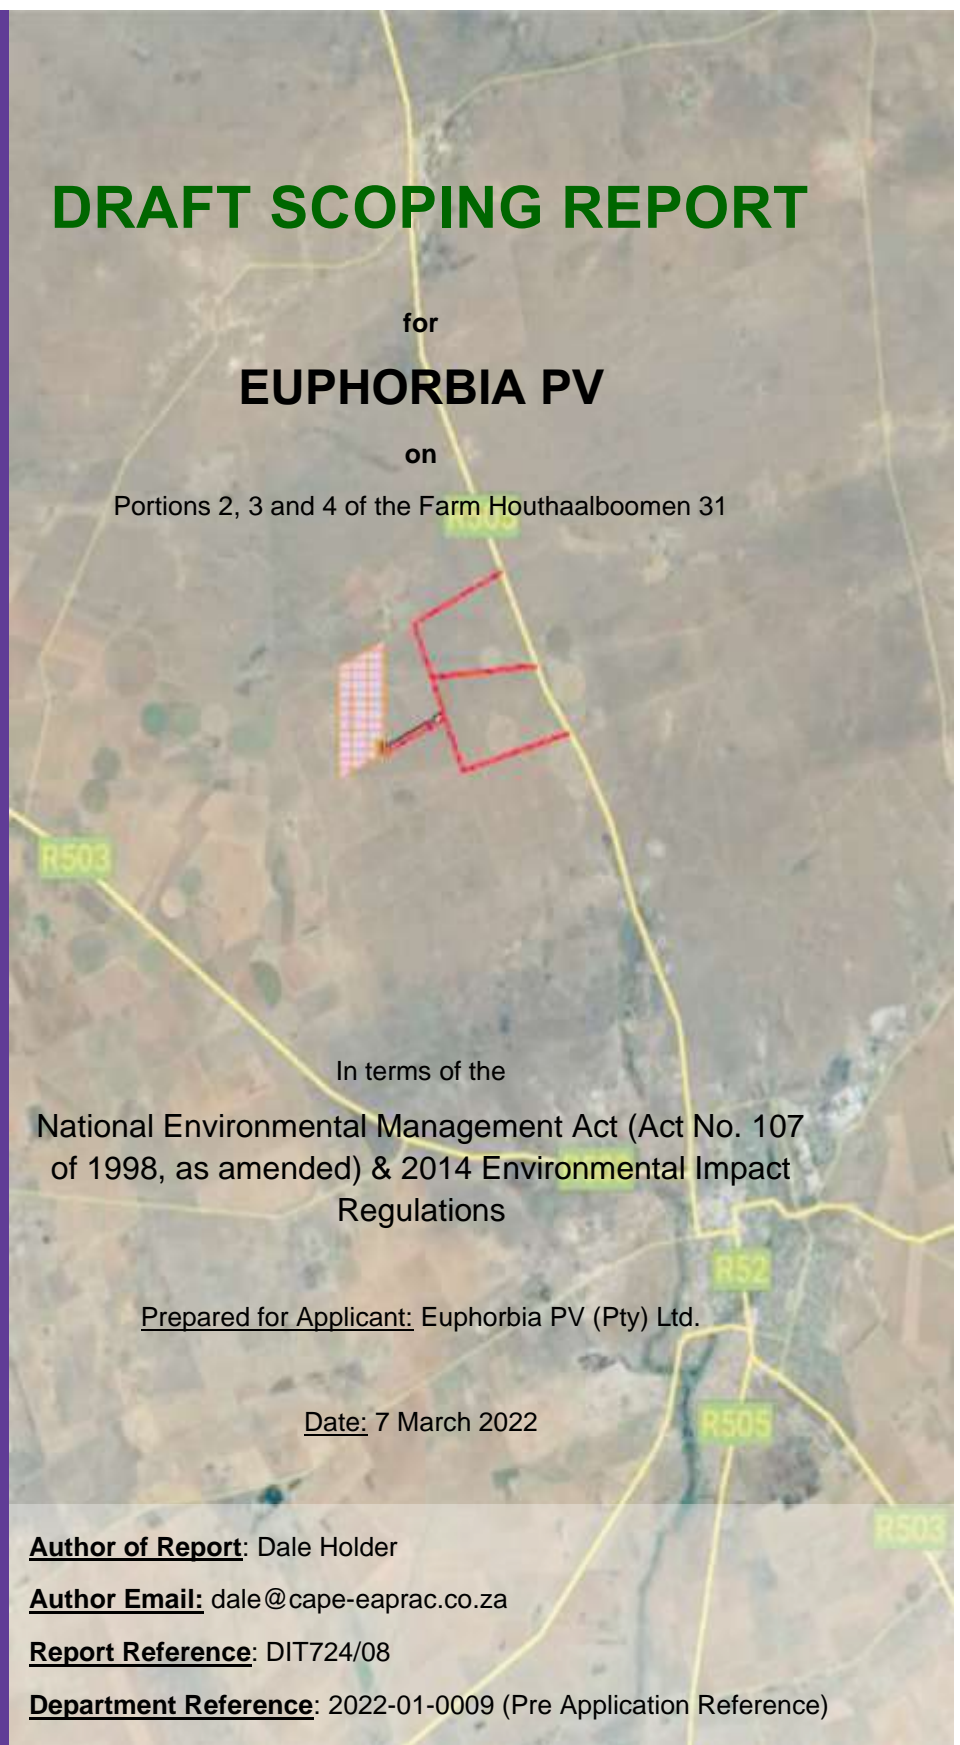 DRAFT SCOPING REPORT
for
EUPHORBIA PV
on
Portions 2, 3 and 4 of the Farm Houthaalboomen 31
R505
R503
In terms of the
National Environmental Management Act (Act No. 107
of 1998, as amended) & 2014 Environmental Impact
Regulations
R52
Prepared for Applicant: Euphorbia PV (Pty) Ltd.
Date: 7 March 2022
R505
R503
Author of Report: Dale Holder
Author Email: dale@cape-eaprac.co.za
Report Reference: DIT724/08
Department Reference: 2022-01-0009 (Pre Application Reference)